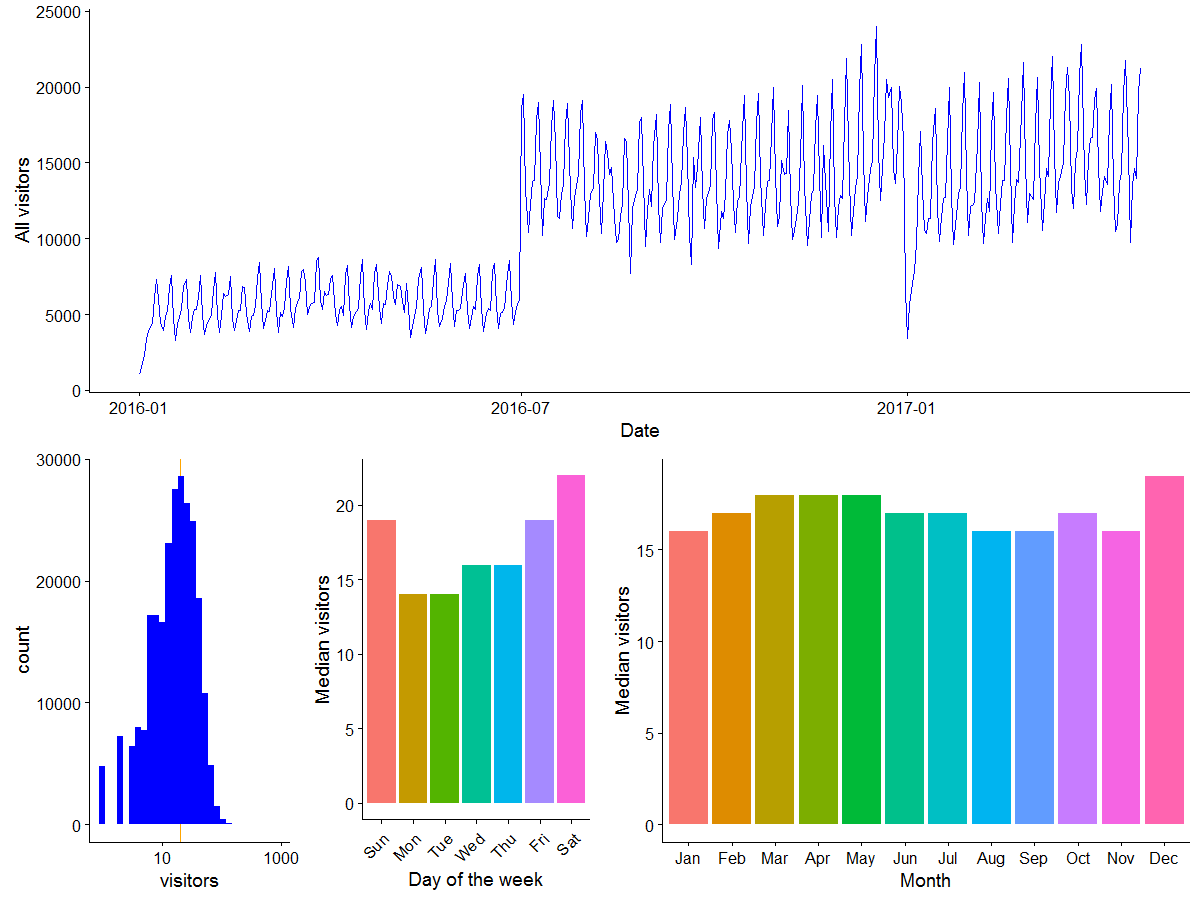 25000
20000
15000
10000
5000
0
All visitors
2016-01 2016-07 2017-01
Date
30000
20000
10000
0
count
10 1000
visitors
20
15
10
5
0
Median visitors
Sun Mon Tue Wed Thu Fri Sat
Day of the week
15
10
5
0
Median visitors
Jan Feb Mar Apr May Jun Jul Aug Sep Oct Nov Dec
Month